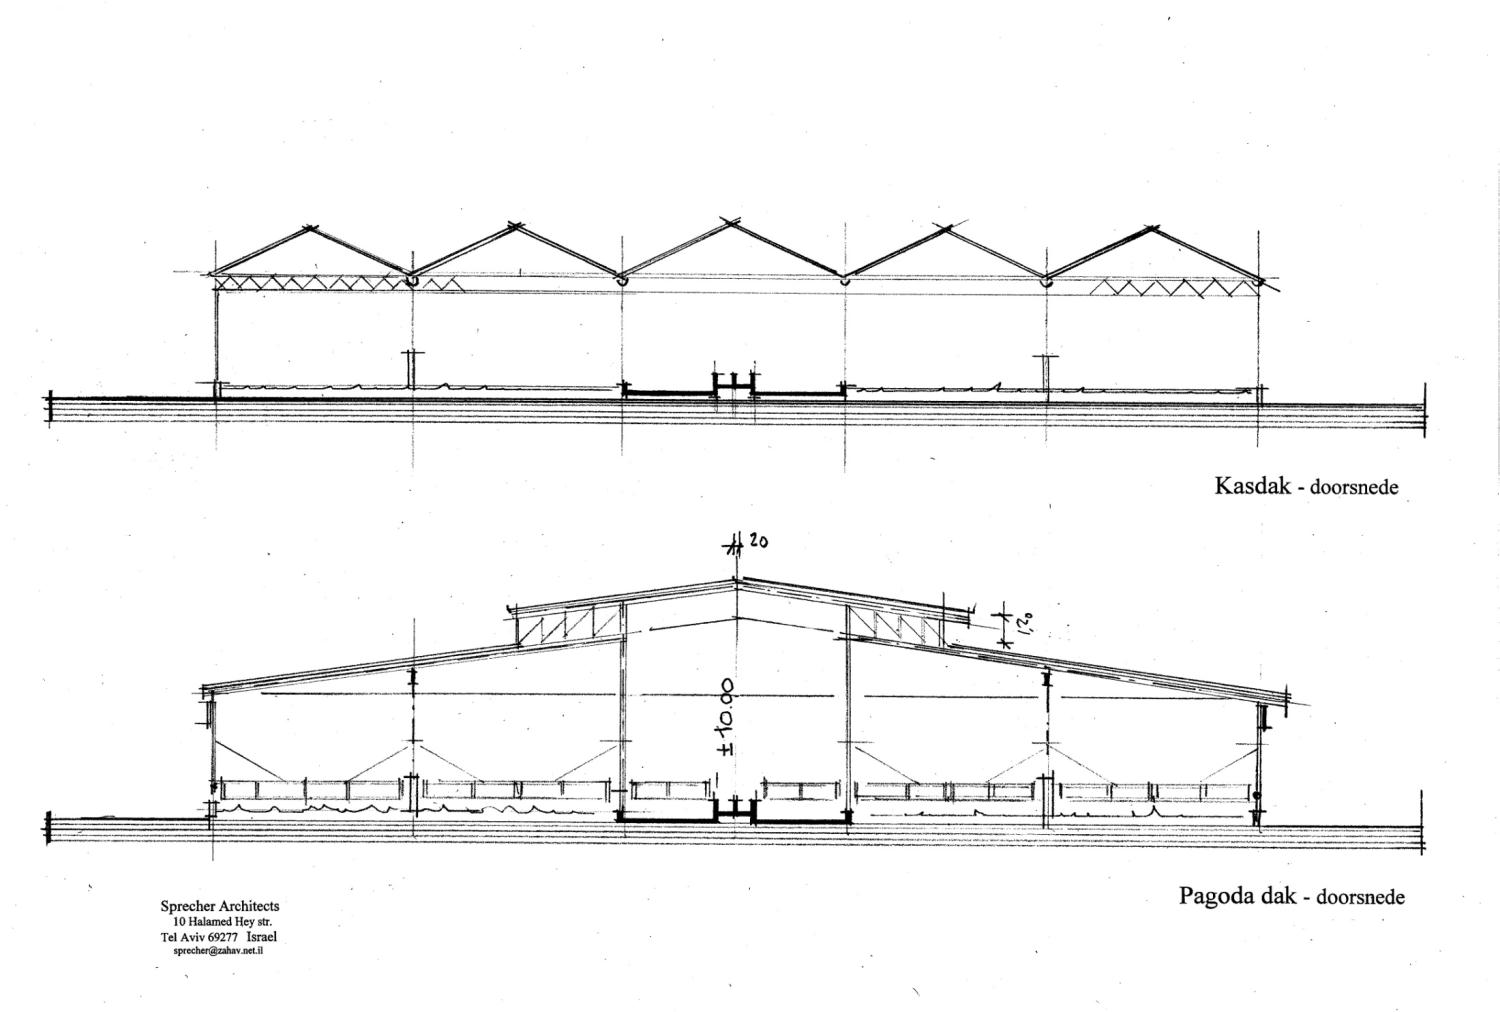 Kasdak - doorsnede
20
1,20
±10.00
Pagoda dak - doorsnede
Sprecher Architects
10 Halamed Hey str.
Tel Aviv 69277 Israel
sprecher@zahav.net.il